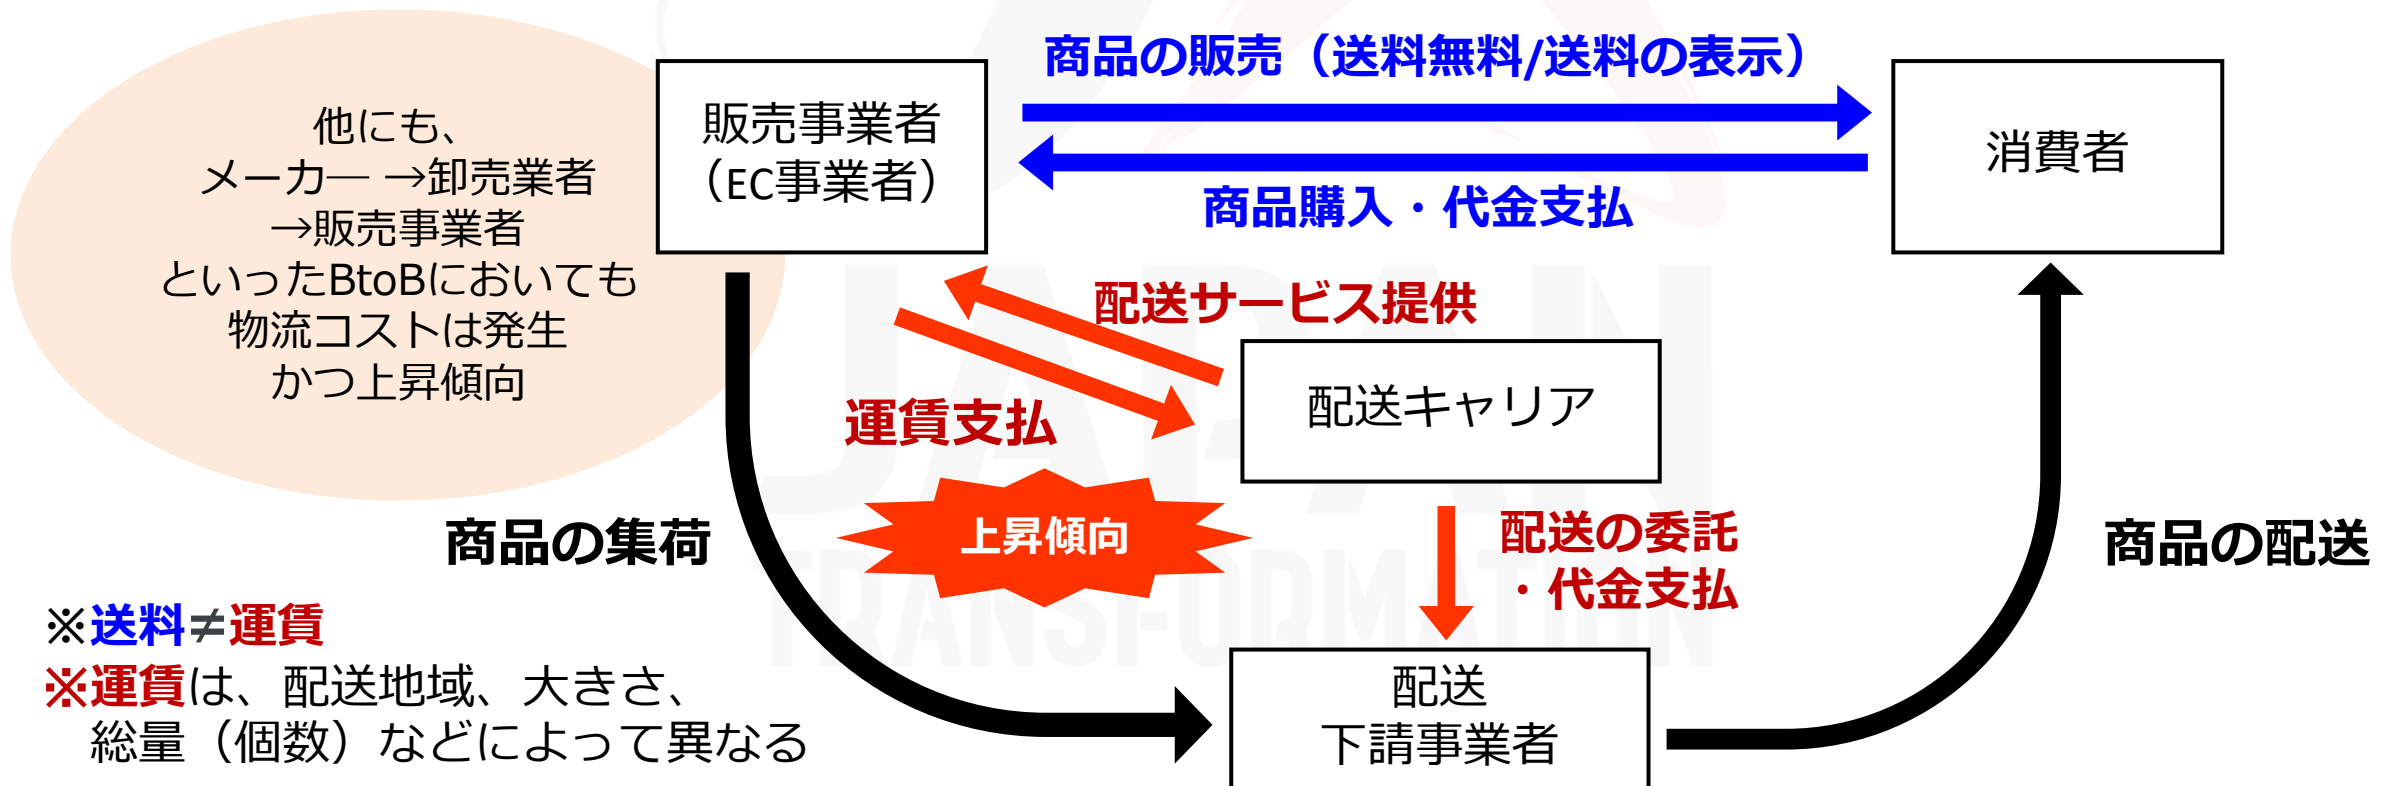 商品の販売（送料無料/送料の表示）
販売事業者
（EC事業者）
消費者
商品購入・代金支払
他にも、
メーカ― →卸売業者
→販売事業者
といったBtoBにおいても
物流コストは発生
かつ上昇傾向
配送サービス提供
配送キャリア
運賃支払
上昇傾向
商品の集荷
配送の委託
・代金支払
商品の配送
※送料≠運賃
※運賃は、配送地域、大きさ、
総量（個数）などによって異なる
配送
下請事業者
JAPAN
TRANSFORMATION